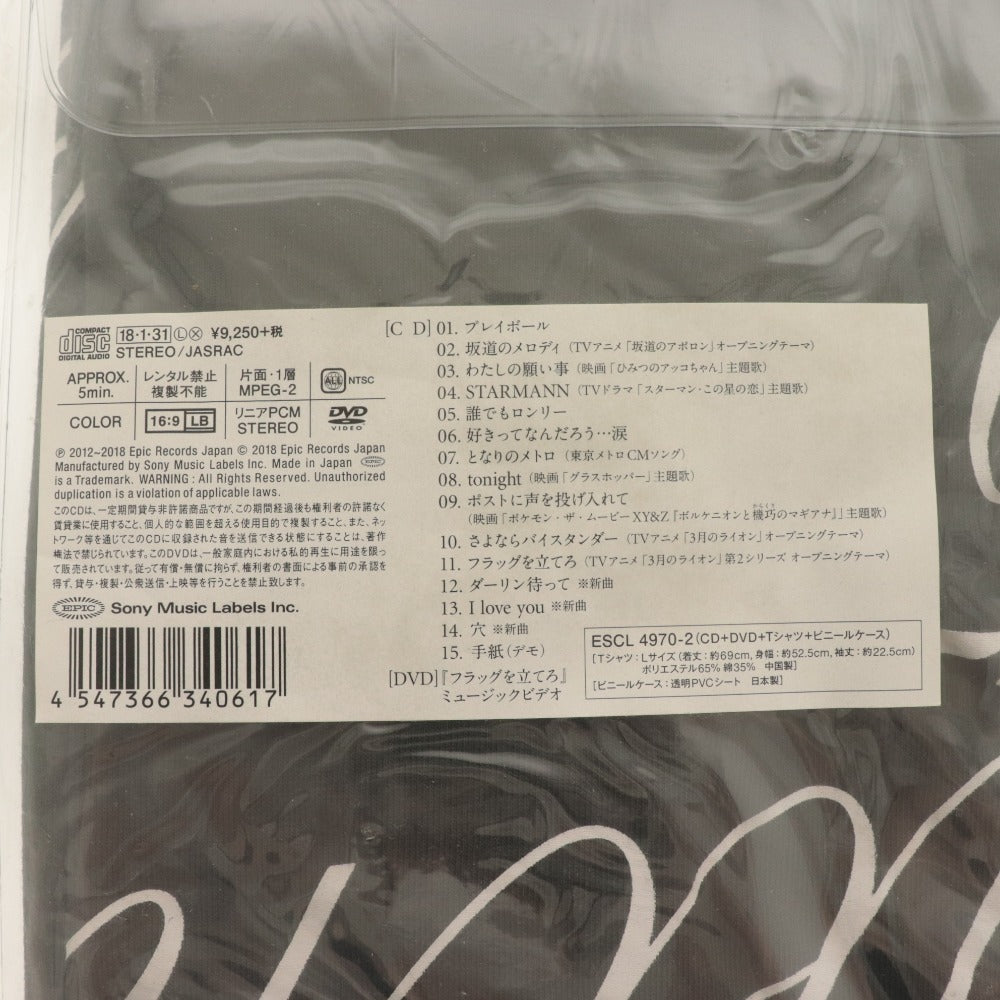 COMPACT disc DIGITAL AUDIO
18・1・31 Ⓛ Ⓧ ¥9,250+税
STEREO/JASRAC
APPROX. 5min.
レンタル禁止 複製不能
片面・1層 MPEG-2
ALL NTSC
COLOR
16:9 LB
リニアPCM STEREO
DVD VIDEO
℗ 2012~2018 Epic Records Japan © 2018 Epic Records Japan
Manufactured by Sony Music Labels Inc. Made in Japan EPIC
is a Trademark. WARNING : All Rights Reserved. Unauthorized
duplication is a violation of applicable laws.
このCDは、一定期間貸与非許諾商品ですが、この期間経過後も権利者の許諾なく
賃貸業に使用すること、個人的な範囲を超える使用目的で複製すること、また、ネッ
トワーク等を通じてこのCDに収録された音を送信できる状態にすることは、著作
権法で禁じられています。このDVDは、一般家庭内における私的再生に用途を限っ
て販売されています。従って有償・無償に拘らず、権利者の書面による事前の承認を
得ず、貸与・複製・公衆送信・上映等を行うことを禁止致します。
EPIC Sony Music Labels Inc.
4 547366 340617
[C D] 01. プレイボール
02. 坂道のメロディ (TVアニメ「坂道のアポロン」オープニングテーマ)
03. わたしの願い事 (映画「ひみつのアッコちゃん」主題歌)
04. STARMANN (TVドラマ「スターマン・この星の恋」主題歌)
05. 誰でもロンリー
06. 好きってなんだろう…涙
07. となりのメトロ (東京メトロCMソング)
08. tonight (映画「グラスホッパー」主題歌)
09. ポストに声を投げ入れて
(映画「ポケモン・ザ・ムービーXY&Z『ボルケニオンと機巧のマギアナ』」主題歌)
10. さよならバイスタンダー (TVアニメ「3月のライオン」オープニングテーマ)
11. フラッグを立てろ (TVアニメ「3月のライオン」第2シリーズ オープニングテーマ)
12. ダーリン待って ※新曲
13. I love you ※新曲
14. 穴 ※新曲
15. 手紙(デモ)
[DVD]『フラッグを立てろ』
ミュージックビデオ
ESCL 4970-2(CD+DVD+Tシャツ+ビニールケース)
[Tシャツ:Lサイズ(着丈:約69cm, 身幅:約52.5cm, 袖丈:約22.5cm)
ポリエステル65% 綿35% 中国製]
[ビニールケース:透明PVCシート 日本製]